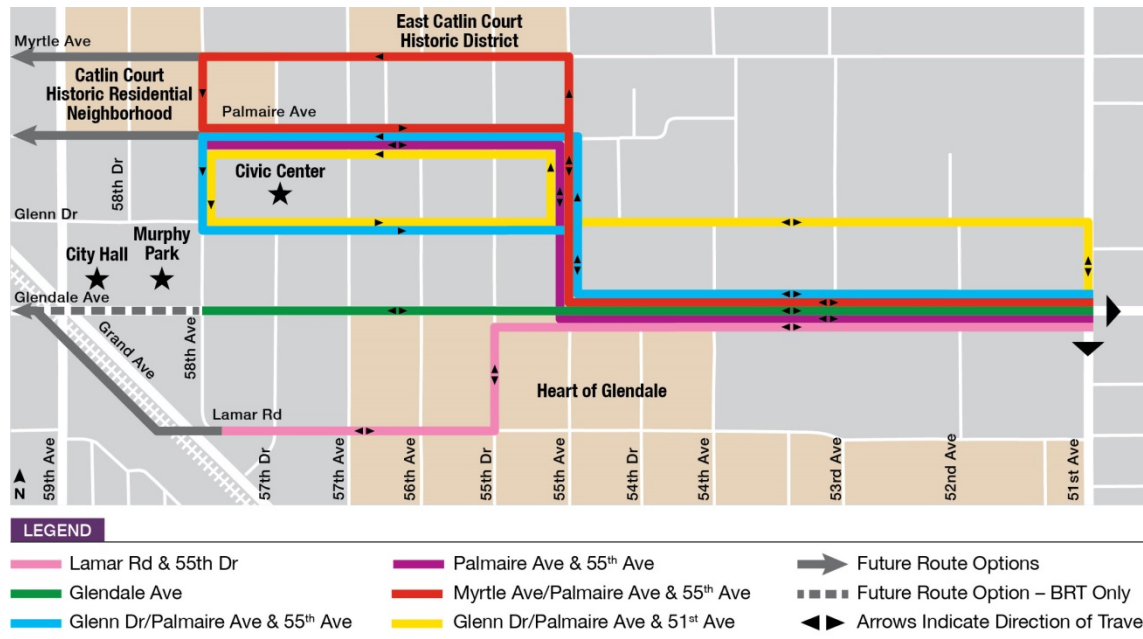 East Catlin Court
Historic District
Myrtle Ave
Catlin Court
Historic Residential
Neighborhood
Palmaire Ave
58th Dr
Civic Center
Glenn Dr
City Hall
Murphy
Park
Glendale Ave
Grand Ave
58th Ave
Heart of Glendale
Lamar Rd
N
59th Ave
57th Dr
57th Ave
56th Ave
55th Dr
55th Ave
54th Dr
54th Ave
53rd Ave
52nd Ave
51st Ave
LEGEND
Lamar Rd & 55th Dr
Glendale Ave
Glenn Dr/Palmaire Ave & 55th Ave
Palmaire Ave & 55th Ave
Myrtle Ave/Palmaire Ave & 55th Ave
Glenn Dr/Palmaire Ave & 51st Ave
Future Route Options
Future Route Option – BRT Only
Arrows Indicate Direction of Trave